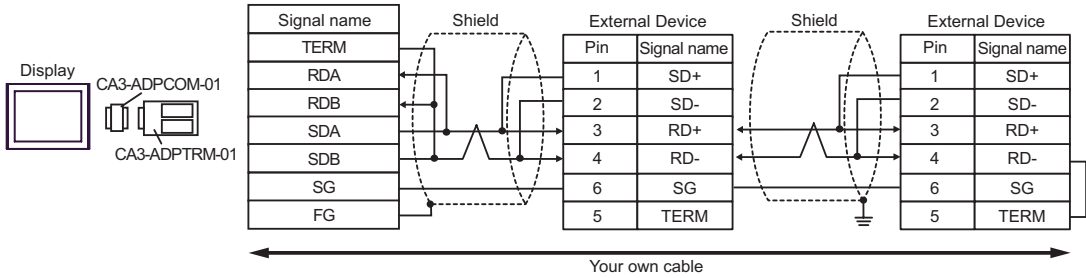 Display
CA3-ADPCOM-01
CA3-ADPTRM-01
Signal name
TERM
RDA
RDB
SDA
SDB
SG
FG
Shield
External Device
Pin Signal name
1 SD+
2 SD-
3 RD+
4 RD-
6 SG
5 TERM
Shield
External Device
Pin Signal name
1 SD+
2 SD-
3 RD+
4 RD-
6 SG
5 TERM
Your own cable